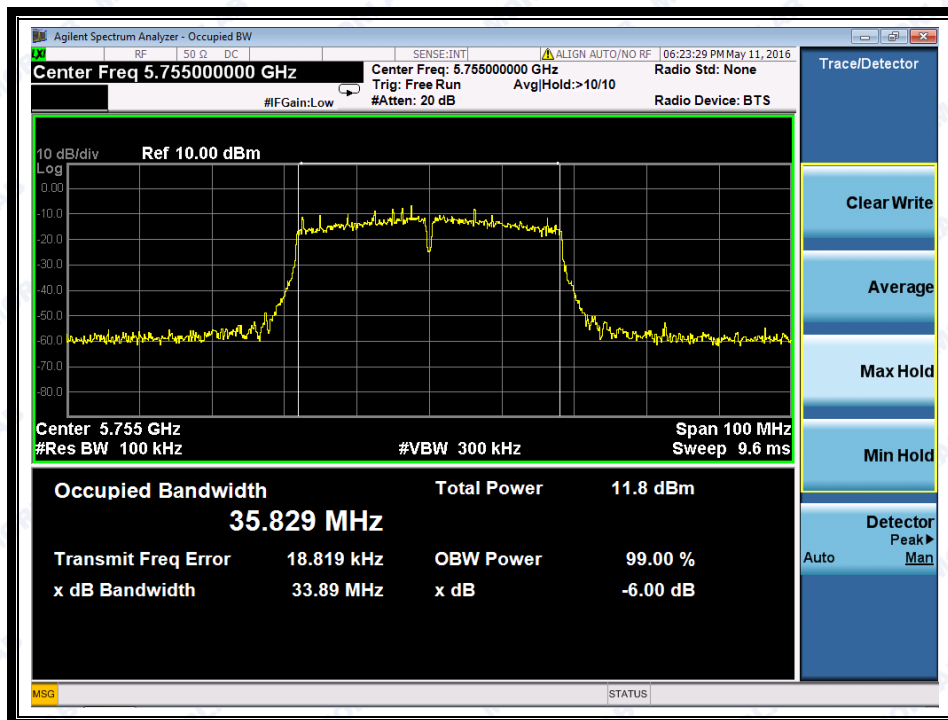 Agilent Spectrum Analyzer - Occupied BW
LXI RF 50 Ω DC SENSE:INT ALIGN AUTO/NO RF 06:23:29 PM May 11, 2016
Center Freq 5.755000000 GHz
Center Freq: 5.755000000 GHz
Radio Std: None
Trig: Free Run Avg|Hold:>10/10
#IFGain:Low
#Atten: 20 dB
Radio Device: BTS
10 dB/div Ref 10.00 dBm
Log
0.00
-10.0
-20.0
-30.0
-40.0
-50.0
-60.0
-70.0
-80.0
Center 5.755 GHz Span 100 MHz
#Res BW 100 kHz #VBW 300 kHz Sweep 9.6 ms
Occupied Bandwidth Total Power 11.8 dBm
35.829 MHz
Transmit Freq Error 18.819 kHz OBW Power 99.00 %
x dB Bandwidth 33.89 MHz x dB -6.00 dB
MSG STATUS
Trace/Detector
Clear Write
Average
Max Hold
Min Hold
Detector
Peak▶
Auto Man